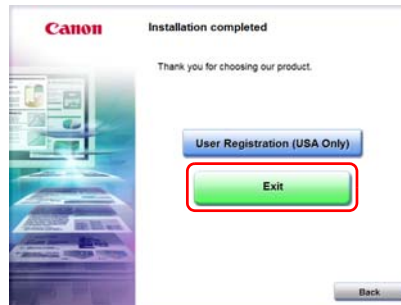 Canon
Installation completed
Thank you for choosing our product.
User Registration (USA Only)
Exit
Back